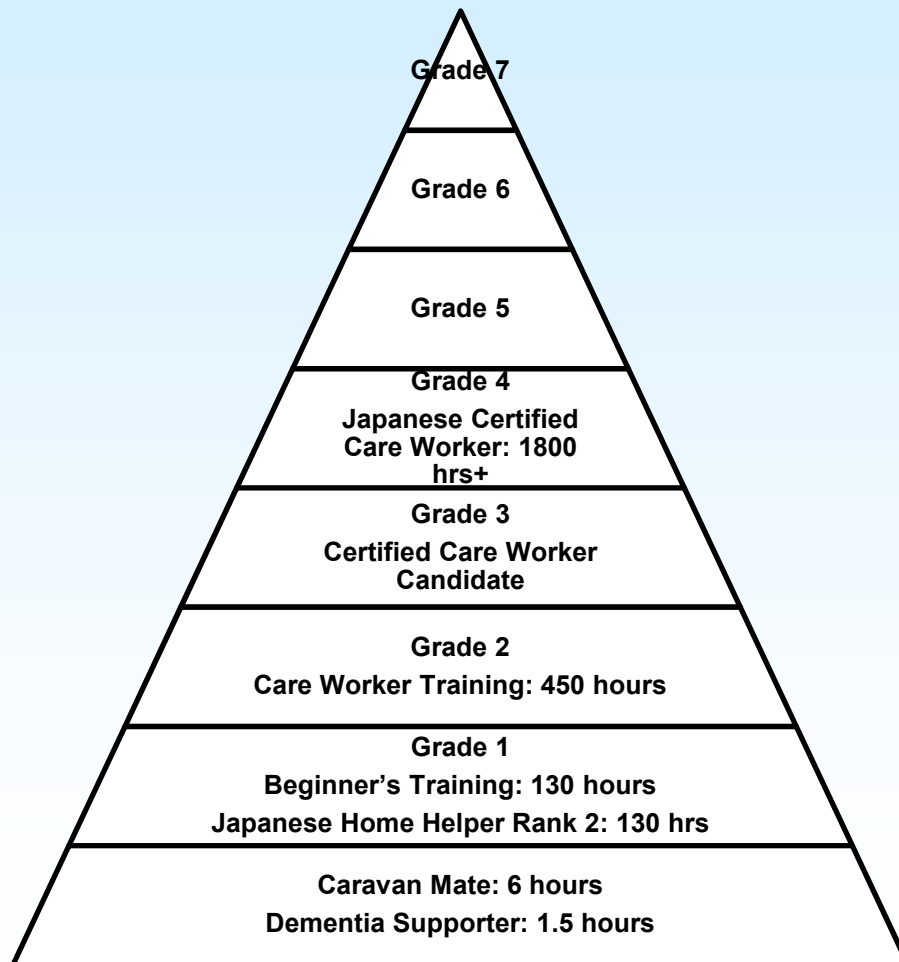 Grade 7
Grade 6
Grade 5
Grade 4
Japanese Certified
Care Worker: 1800
hrs+
Grade 3
Certified Care Worker
Candidate
Grade 2
Care Worker Training: 450 hours
Grade 1
Beginner’s Training: 130 hours
Japanese Home Helper Rank 2: 130 hrs
Caravan Mate: 6 hours
Dementia Supporter: 1.5 hours